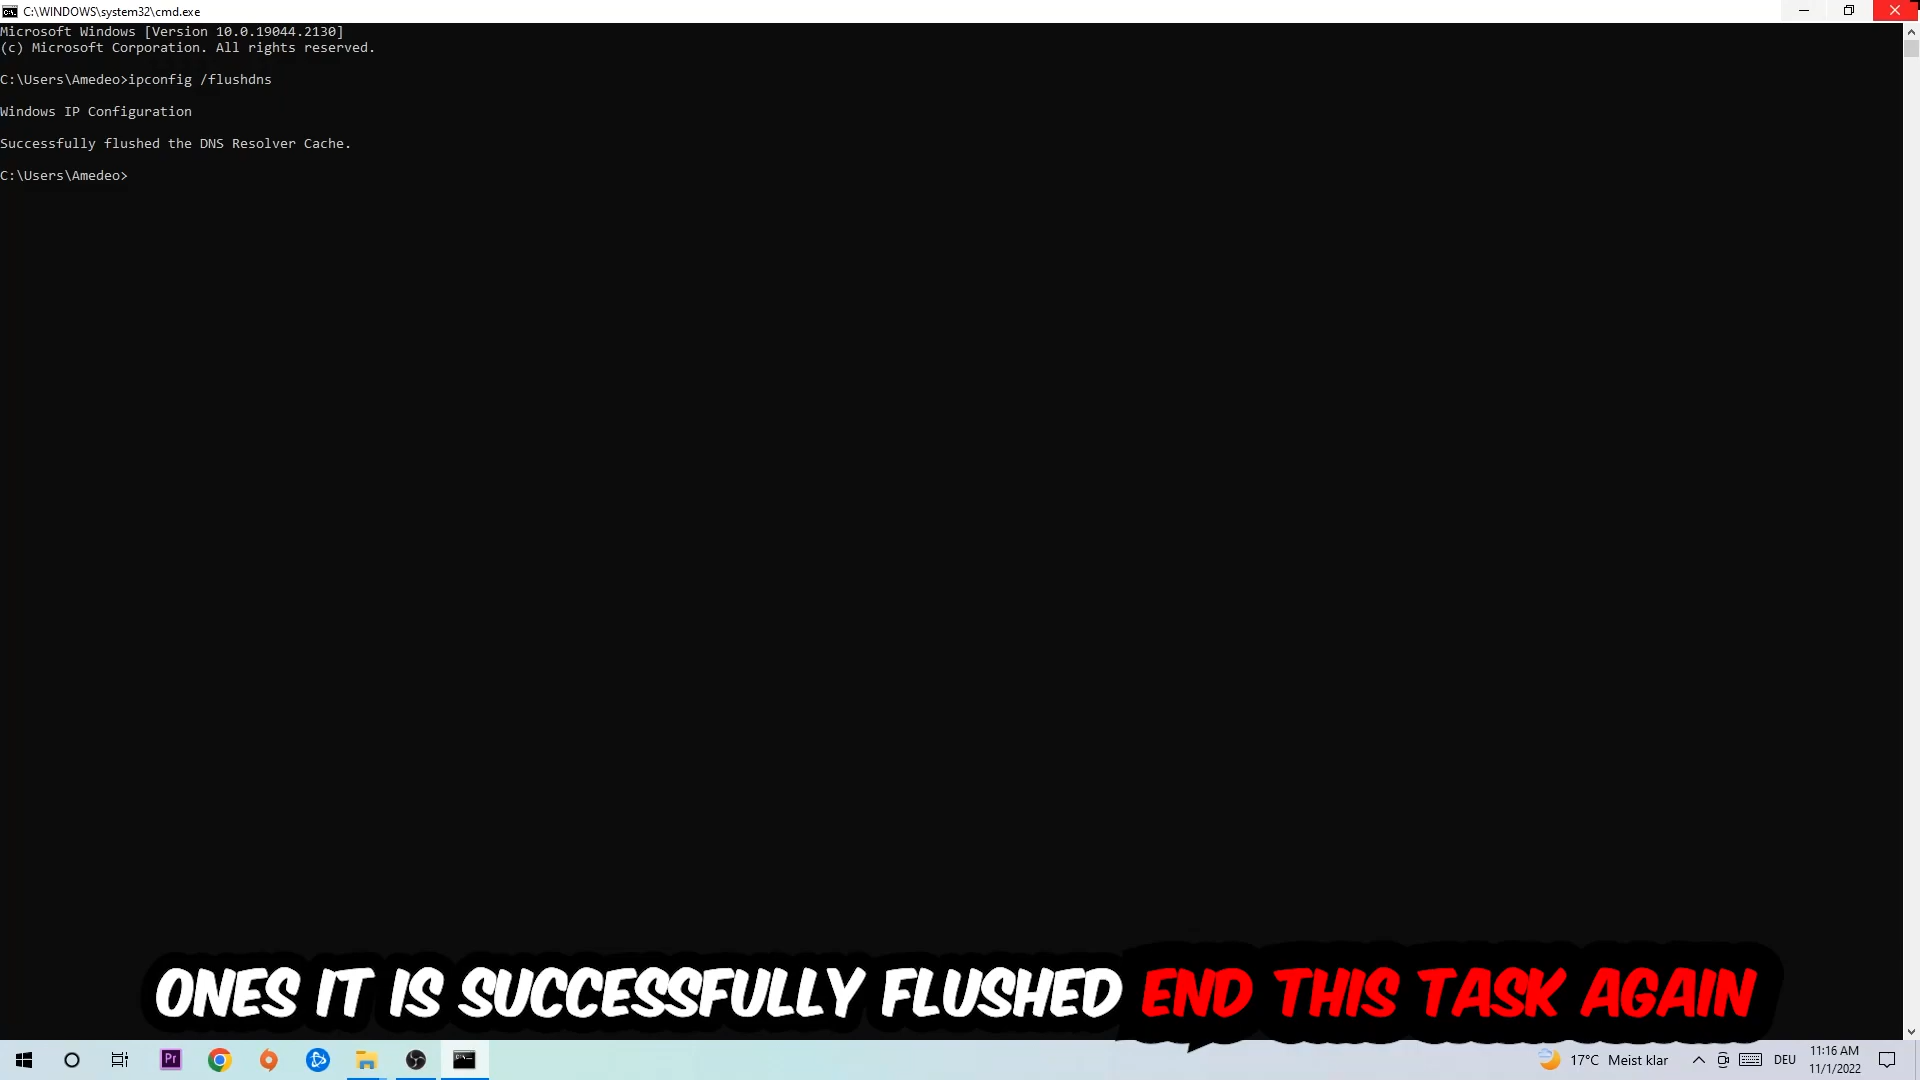 C:\WINDOWS\system32\cmd.exe
Microsoft Windows [Version 10.0.19044.2130]
(c) Microsoft Corporation. All rights reserved.
C:\Users\Amedeo>ipconfig /flushdns
Windows IP Configuration
Successfully flushed the DNS Resolver Cache.
C:\Users\Amedeo>
ONES IT IS SUCCESSFULLY FLUSHED END THIS TASK AGAIN
Pr
17°C Meist klar
DEU
11:16 AM
11/1/2022